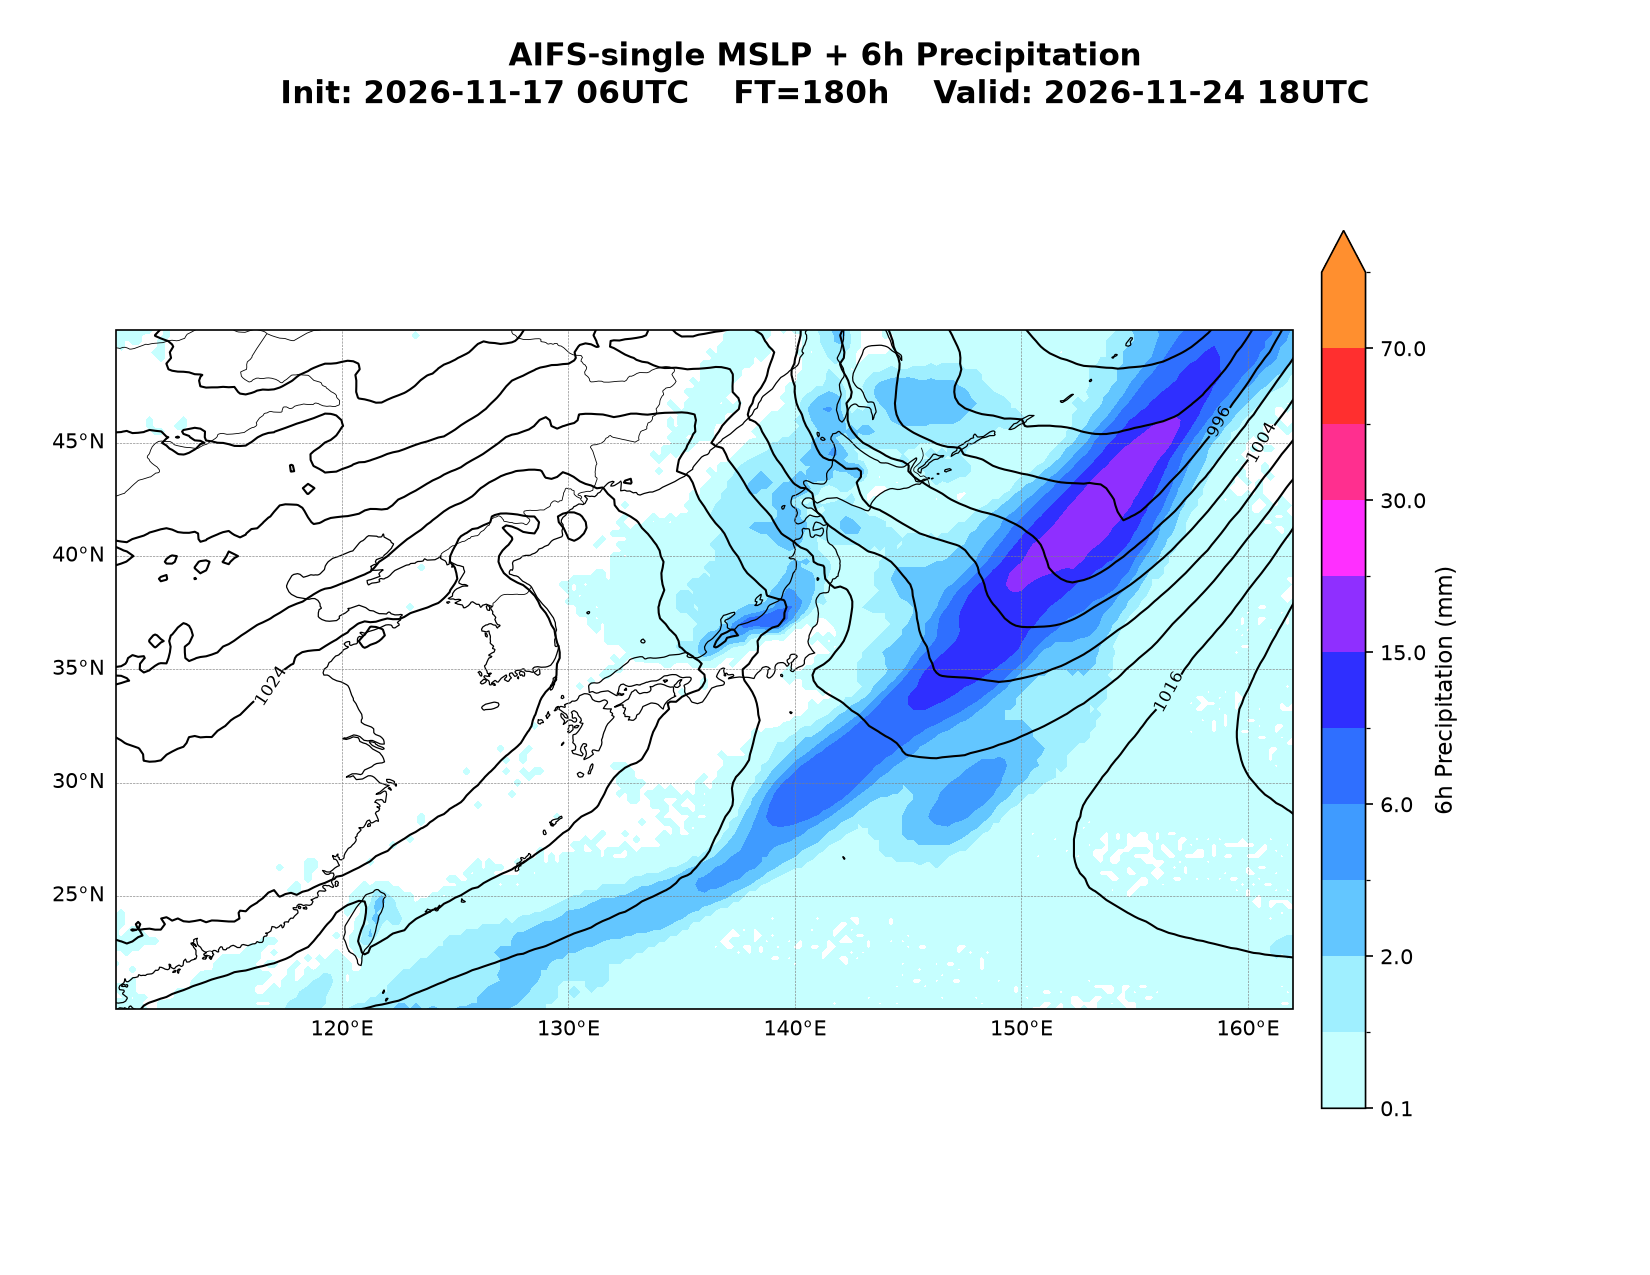 AIFS-single MSLP + 6h Precipitation
Init: 2026-11-17 06UTC    FT=180h    Valid: 2026-11-24 18UTC
45°N
40°N
35°N
30°N
25°N
120°E
130°E
140°E
150°E
160°E
996
1004
1016
1024
70.0
30.0
15.0
6.0
2.0
0.1
6h Precipitation (mm)